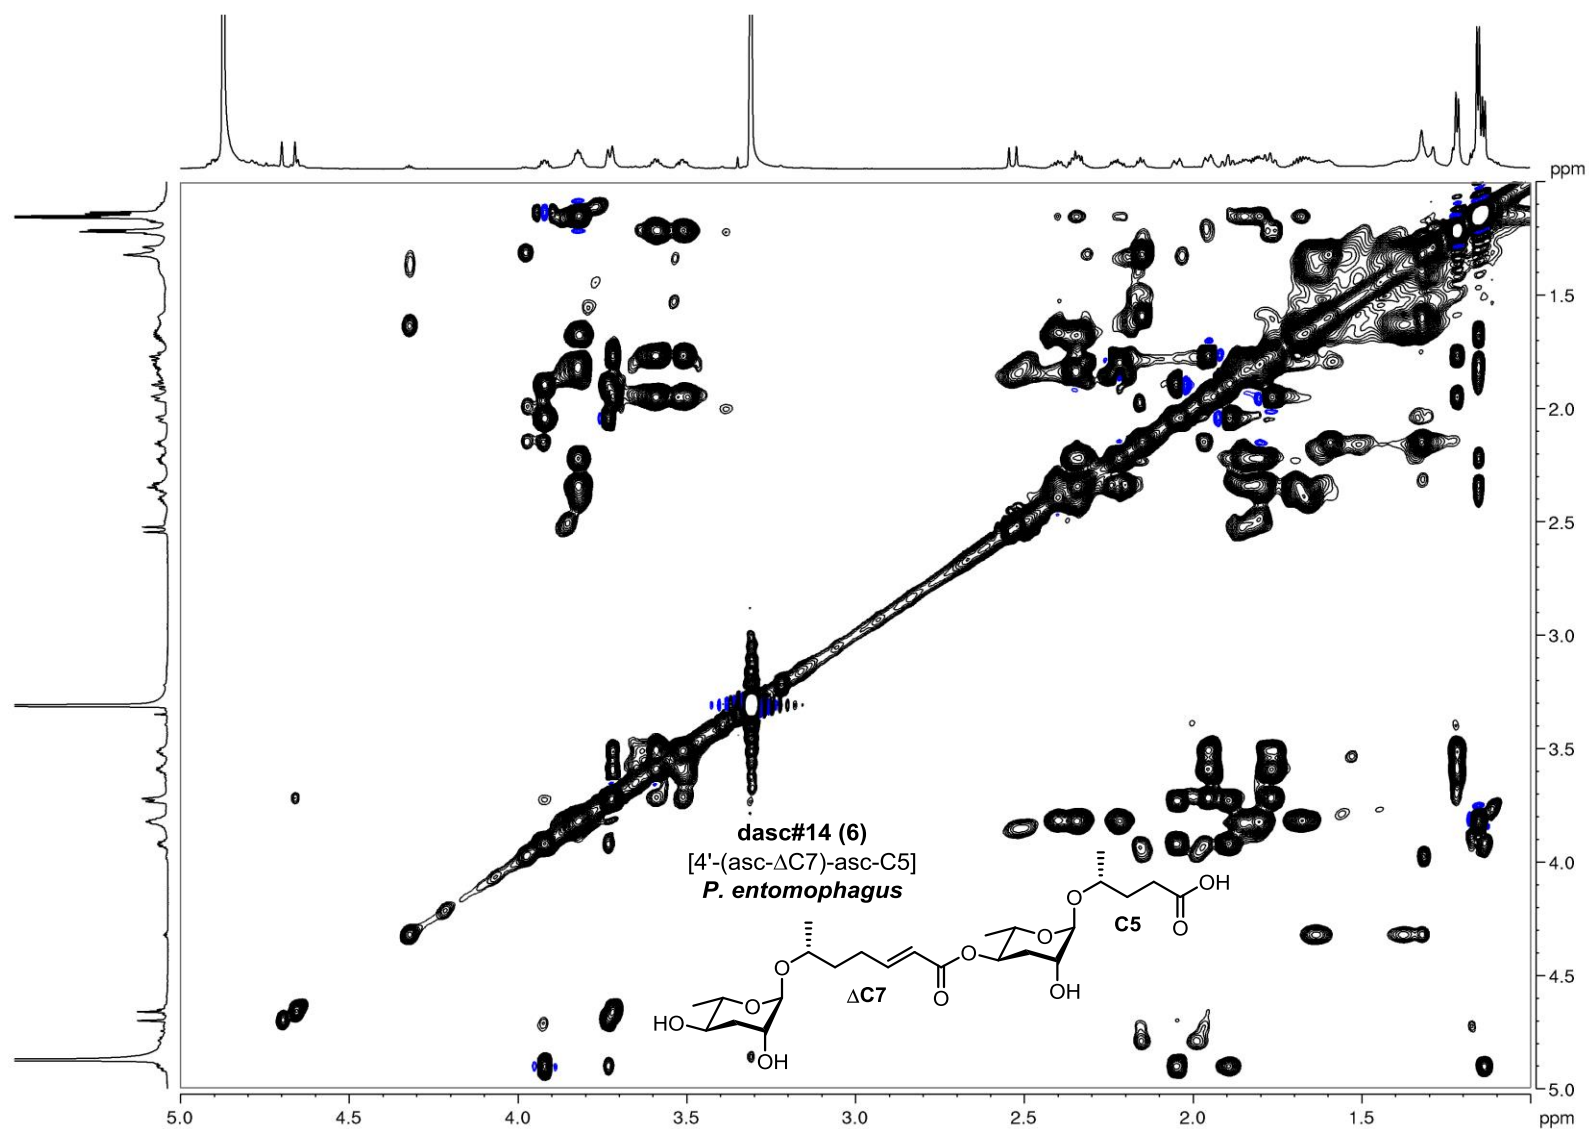 ppm
1.5
2.0
2.5
3.0
3.5
4.0
4.5
5.0
dasc#14 (6)
[4'-(asc-ΔC7)-asc-C5]
P. entomophagus
OH
O
O
C5
O
O
O
O
ΔC7
O
OH
O
HO
OH
5.0 4.5 4.0 3.5 3.0 2.5 2.0 1.5 ppm